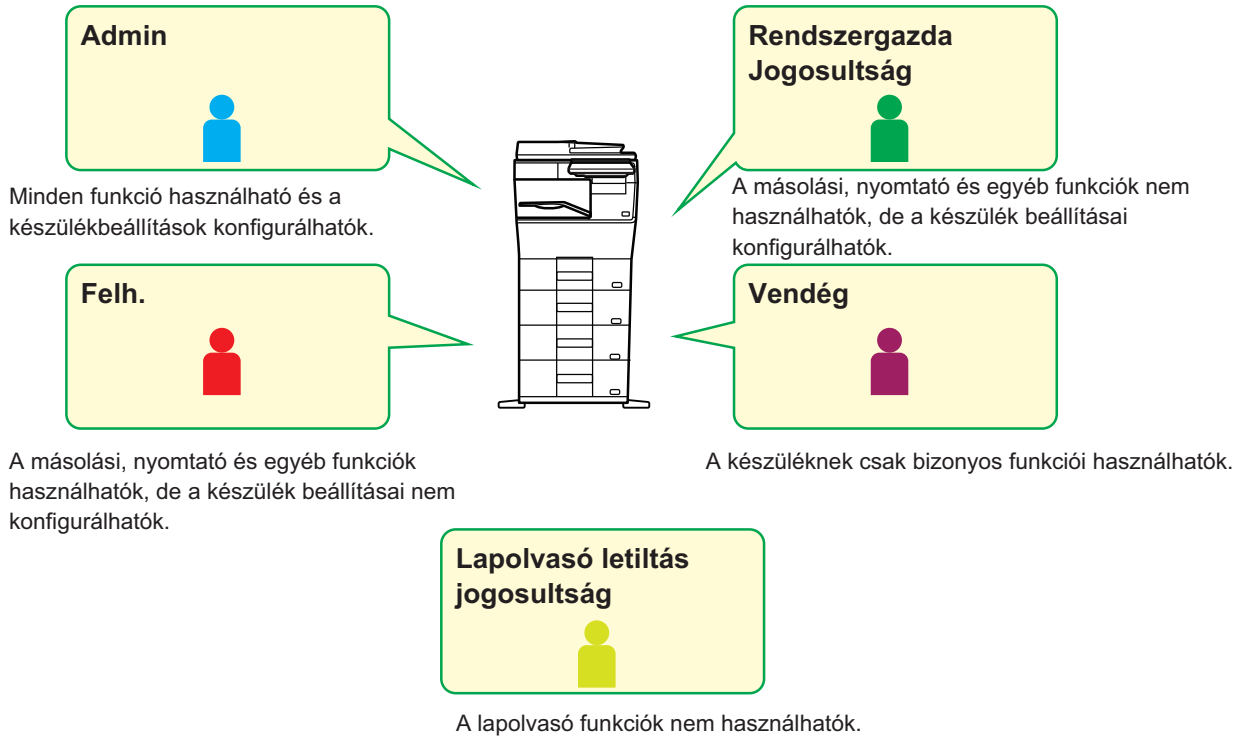 Admin
Minden funkció használható és a
készülékbeállítások konfigurálhatók.
Rendszergazda
Jogosultság
A másolási, nyomtató és egyéb funkciók nem
használhatók, de a készülék beállításai
konfigurálhatók.
Felh.
A másolási, nyomtató és egyéb funkciók
használhatók, de a készülék beállításai nem
konfigurálhatók.
Vendég
A készüléknek csak bizonyos funkciói használhatók.
Lapolvasó letiltás
jogosultság
A lapolvasó funkciók nem használhatók.